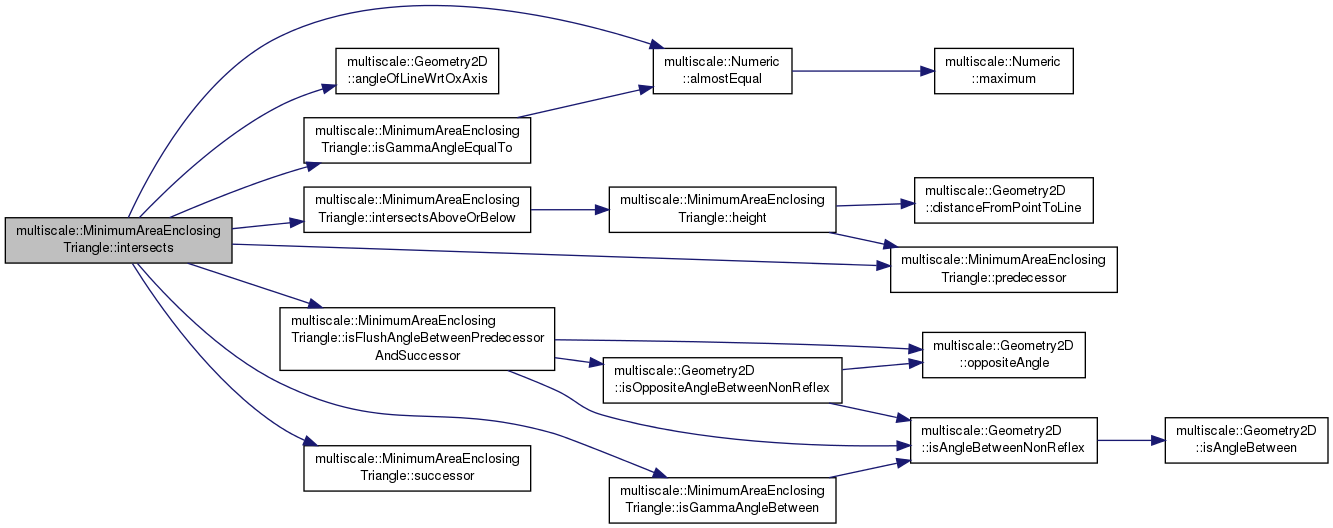 multiscale::MinimumAreaEnclosing
Triangle::intersects
multiscale::Geometry2D
::angleOfLineWrtOxAxis
multiscale::MinimumAreaEnclosing
Triangle::isGammaAngleEqualTo
multiscale::MinimumAreaEnclosing
Triangle::intersectsAboveOrBelow
multiscale::MinimumAreaEnclosing
Triangle::isFlushAngleBetweenPredecessor
AndSuccessor
multiscale::MinimumAreaEnclosing
Triangle::successor
multiscale::Numeric
::almostEqual
multiscale::MinimumAreaEnclosing
Triangle::height
multiscale::Geometry2D
::isOppositeAngleBetweenNonReflex
multiscale::MinimumAreaEnclosing
Triangle::isGammaAngleBetween
multiscale::Numeric
::maximum
multiscale::Geometry2D
::distanceFromPointToLine
multiscale::MinimumAreaEnclosing
Triangle::predecessor
multiscale::Geometry2D
::oppositeAngle
multiscale::Geometry2D
::isAngleBetweenNonReflex
multiscale::Geometry2D
::isAngleBetween